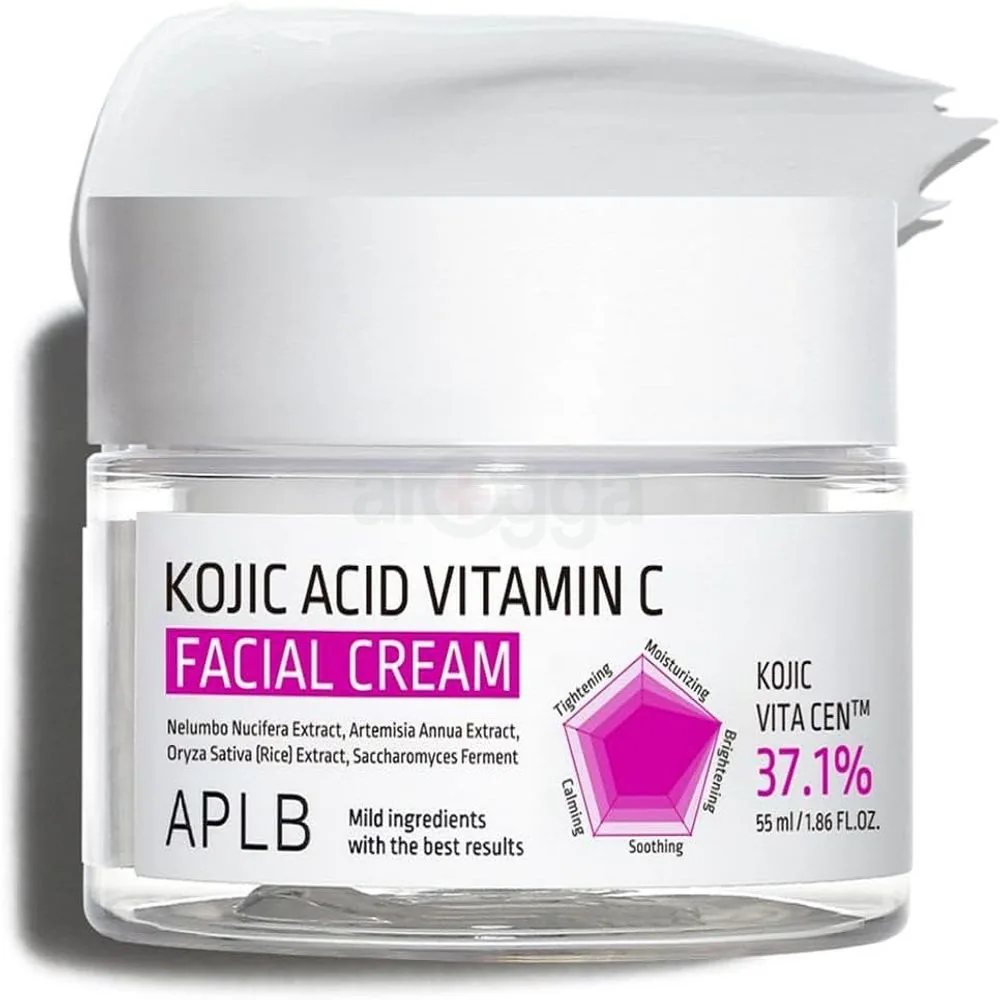 arogga
KOJIC ACID VITAMIN C
FACIAL CREAM
Nelumbo Nucifera Extract, Artemisia Annua Extract,
Oryza Sativa (Rice) Extract, Saccharomyces Ferment
APLB
Mild ingredients
with the best results
Tightening
Moisturizing
Brightening
Calming
Soothing
KOJIC
VITA CEN™
37.1%
55 ml / 1.86 FL.OZ.